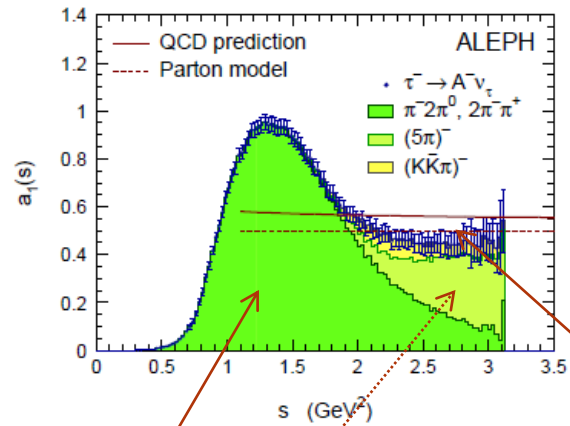 1.4
1.2
1
0.8
0.6
0.4
0.2
0
a₁(s)
QCD prediction
Parton model
ALEPH
τ⁻ → A⁻ν_τ
π⁻2π⁰, 2π⁻π⁺
(5π)⁻
(KK̄π)⁻
0 0.5 1 1.5 2 2.5 3 3.5
s (GeV²)